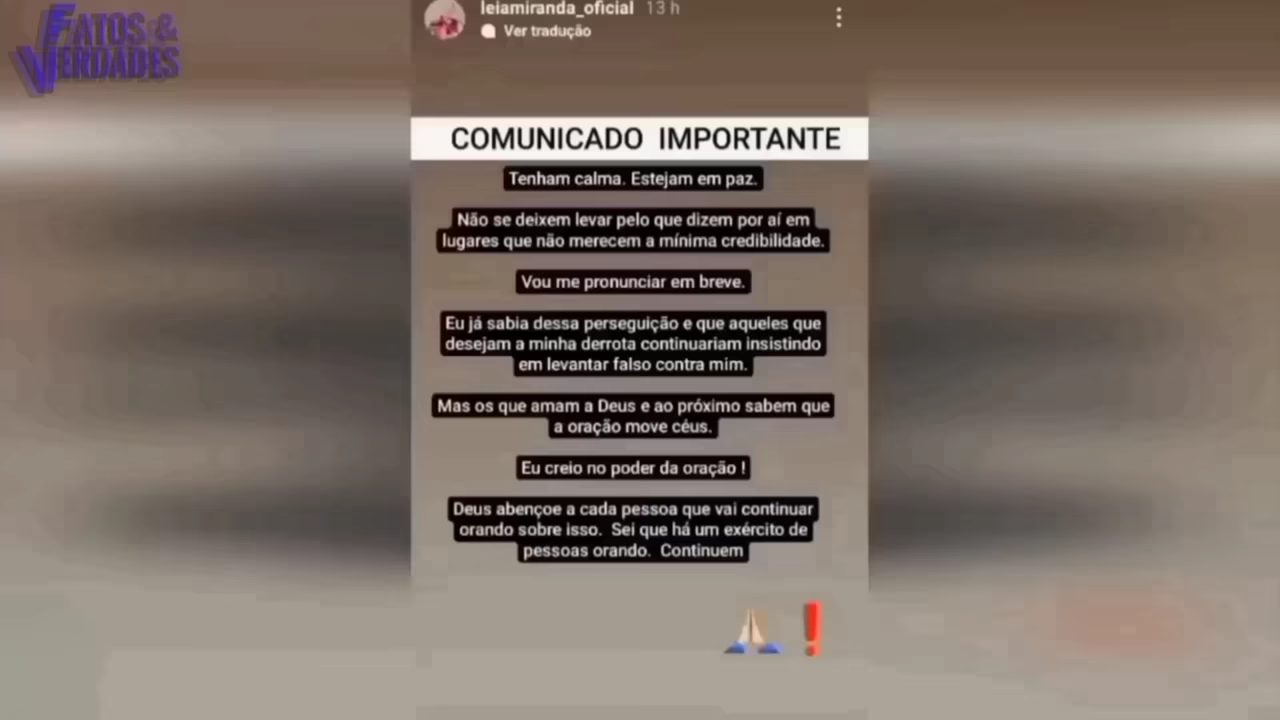 FATOS &
VERDADES
leiamiranda_oficial 13 h
Ver tradução
COMUNICADO IMPORTANTE
Tenham calma. Estejam em paz.
Não se deixem levar pelo que dizem por aí em
lugares que não merecem a mínima credibilidade.
Vou me pronunciar em breve.
Eu já sabia dessa perseguição e que aqueles que
desejam a minha derrota continuariam insistindo
em levantar falso contra mim.
Mas os que amam a Deus e ao próximo sabem que
a oração move céus.
Eu creio no poder da oração !
Deus abençoe a cada pessoa que vai continuar
orando sobre isso. Sei que há um exército de
pessoas orando. Continuem